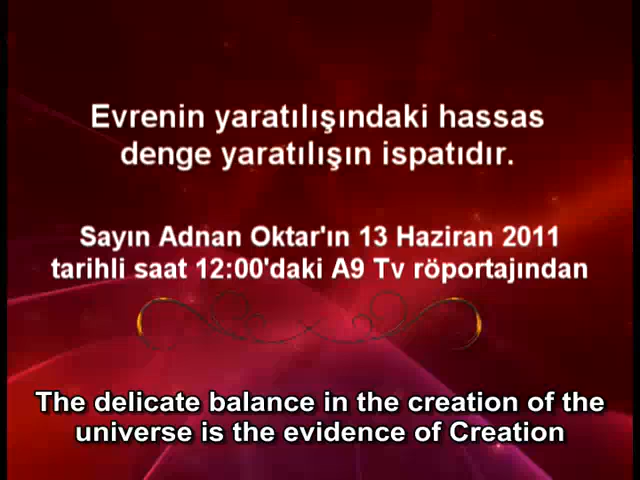 Evrenin yaratılışındaki hassas
denge yaratılışın ispatıdır.
Sayın Adnan Oktar'ın 13 Haziran 2011
tarihli saat 12:00'daki A9 Tv röportajından
The delicate balance in the creation of the
universe is the evidence of Creation